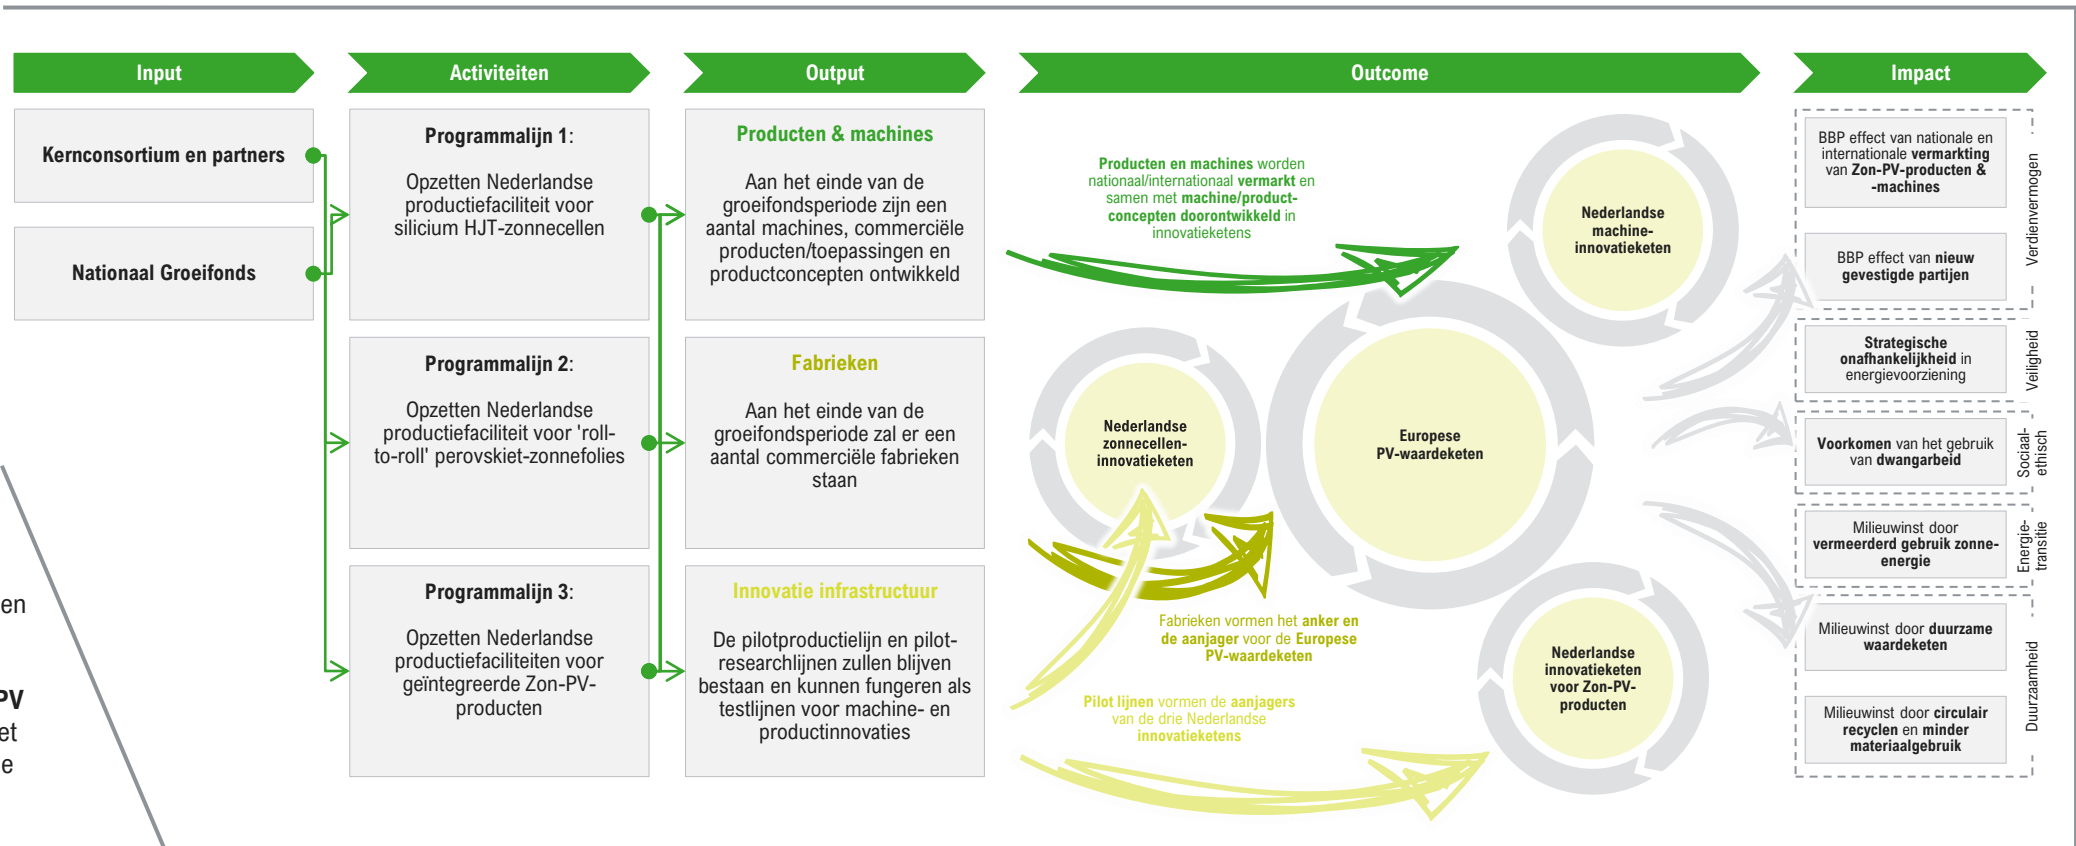 Input
Activiteiten
Output
Outcome
Impact
Kernconsortium en partners
Nationaal Groeifonds
Programmalijn 1:
Opzetten Nederlandse
productiefaciliteit voor
silicium HJT-zonnecellen
Programmalijn 2:
Opzetten Nederlandse
productiefaciliteit voor 'roll-
to-roll' perovskiet-zonnefolies
Programmalijn 3:
Opzetten Nederlandse
productiefaciliteiten voor
geïntegreerde Zon-PV-
producten
Producten & machines
Aan het einde van de
groeifondsperiode zijn een
aantal machines, commerciële
producten/toepassingen en
productconcepten ontwikkeld
Fabrieken
Aan het einde van de
groeifondsperiode zal er een
aantal commerciële fabrieken
staan
Innovatie infrastructuur
De pilotproductielijn en pilot-
researchlijnen zullen blijven
bestaan en kunnen fungeren als
testlijnen voor machine- en
productinnovaties
Producten en machines worden
nationaal/internationaal vermarkt en
samen met machine/product-
concepten doorontwikkeld in
innovatieketens
Nederlandse
machine-
innovatieketen
Nederlandse
zonnecellen-
innovatieketen
Europese
PV-waardeketen
Fabrieken vormen het anker en
de aanjager voor de Europese
PV-waardeketen
Pilot lijnen vormen de aanjagers
van de drie Nederlandse
innovatieketens
Nederlandse
innovatieketen
voor Zon-PV-
producten
BBP effect van nationale en
internationale vermarkting
van Zon-PV-producten &
-machines
BBP effect van nieuw
gevestigde partijen
Verdienvermogen
Strategische
onafhankelijkheid in
energievoorziening
Veiligheid
Voorkomen van het gebruik
van dwangarbeid
Sociaal-
ethisch
Milieuwinst door
vermeerderd gebruik zonne-
energie
Energie-
transitie
Milieuwinst door duurzame
waardeketen
Milieuwinst door circulair
recyclen en minder
materiaalgebruik
Duurzaamheid
en
PV
et
e